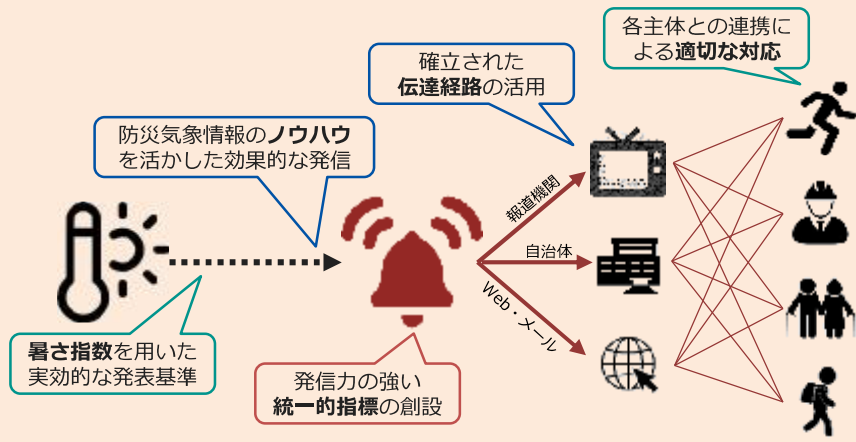 各主体との連携に
よる適切な対応
確立された
伝達経路の活用
防災気象情報のノウハウ
を活かした効果的な発信
報道機関
自治体
Web・メール
暑さ指数を用いた
実効的な発表基準
発信力の強い
統一的指標の創設